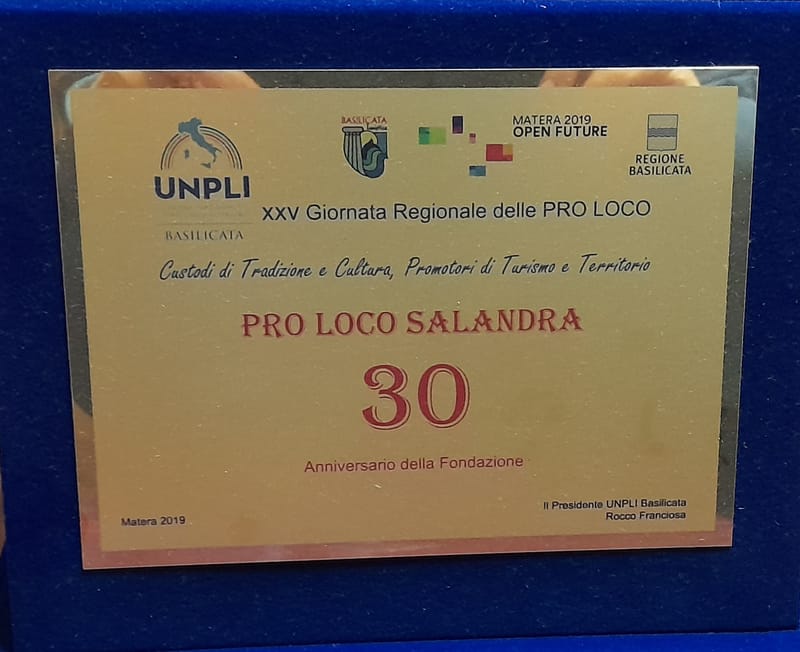 UNPLI
BASILICATA
BASILICATA
MATERA 2019
OPEN FUTURE
REGIONE
BASILICATA
XXV Giornata Regionale delle PRO LOCO
Custodi di Tradizione e Cultura, Promotori di Turismo e Territorio
PRO LOCO SALANDRA
30
Anniversario della Fondazione
Matera 2019
Il Presidente UNPLI Basilicata
Rocco Franciosa